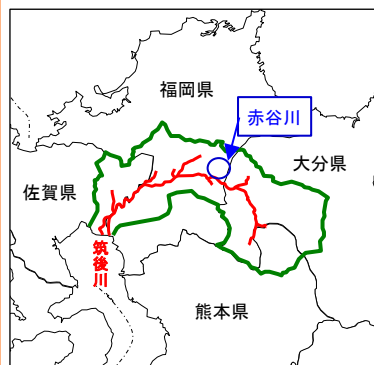 福岡県
赤谷川
大分県
佐賀県
筑後川
熊本県